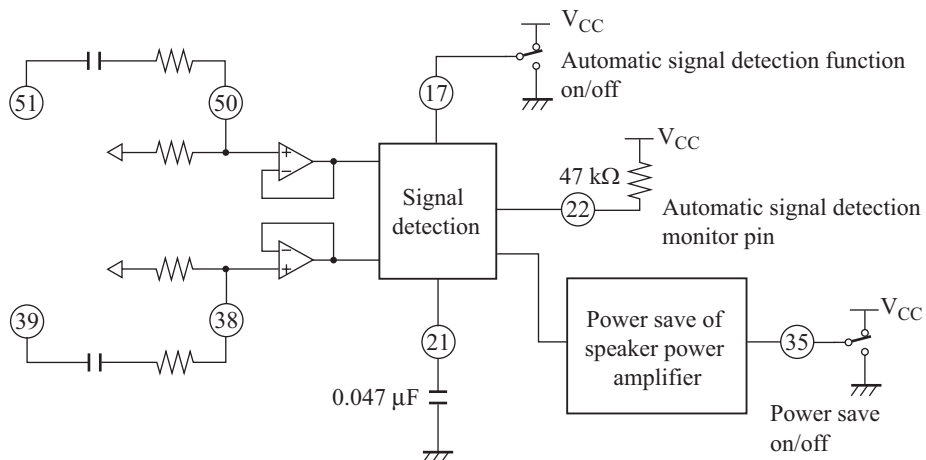 V_CC
Automatic signal detection function
on/off
51
50
17
+
−
Signal
detection
V_CC
47 kΩ
22
Automatic signal detection
monitor pin
−
+
39
38
21
0.047 μF
Power save of
speaker power
amplifier
35
V_CC
Power save
on/off